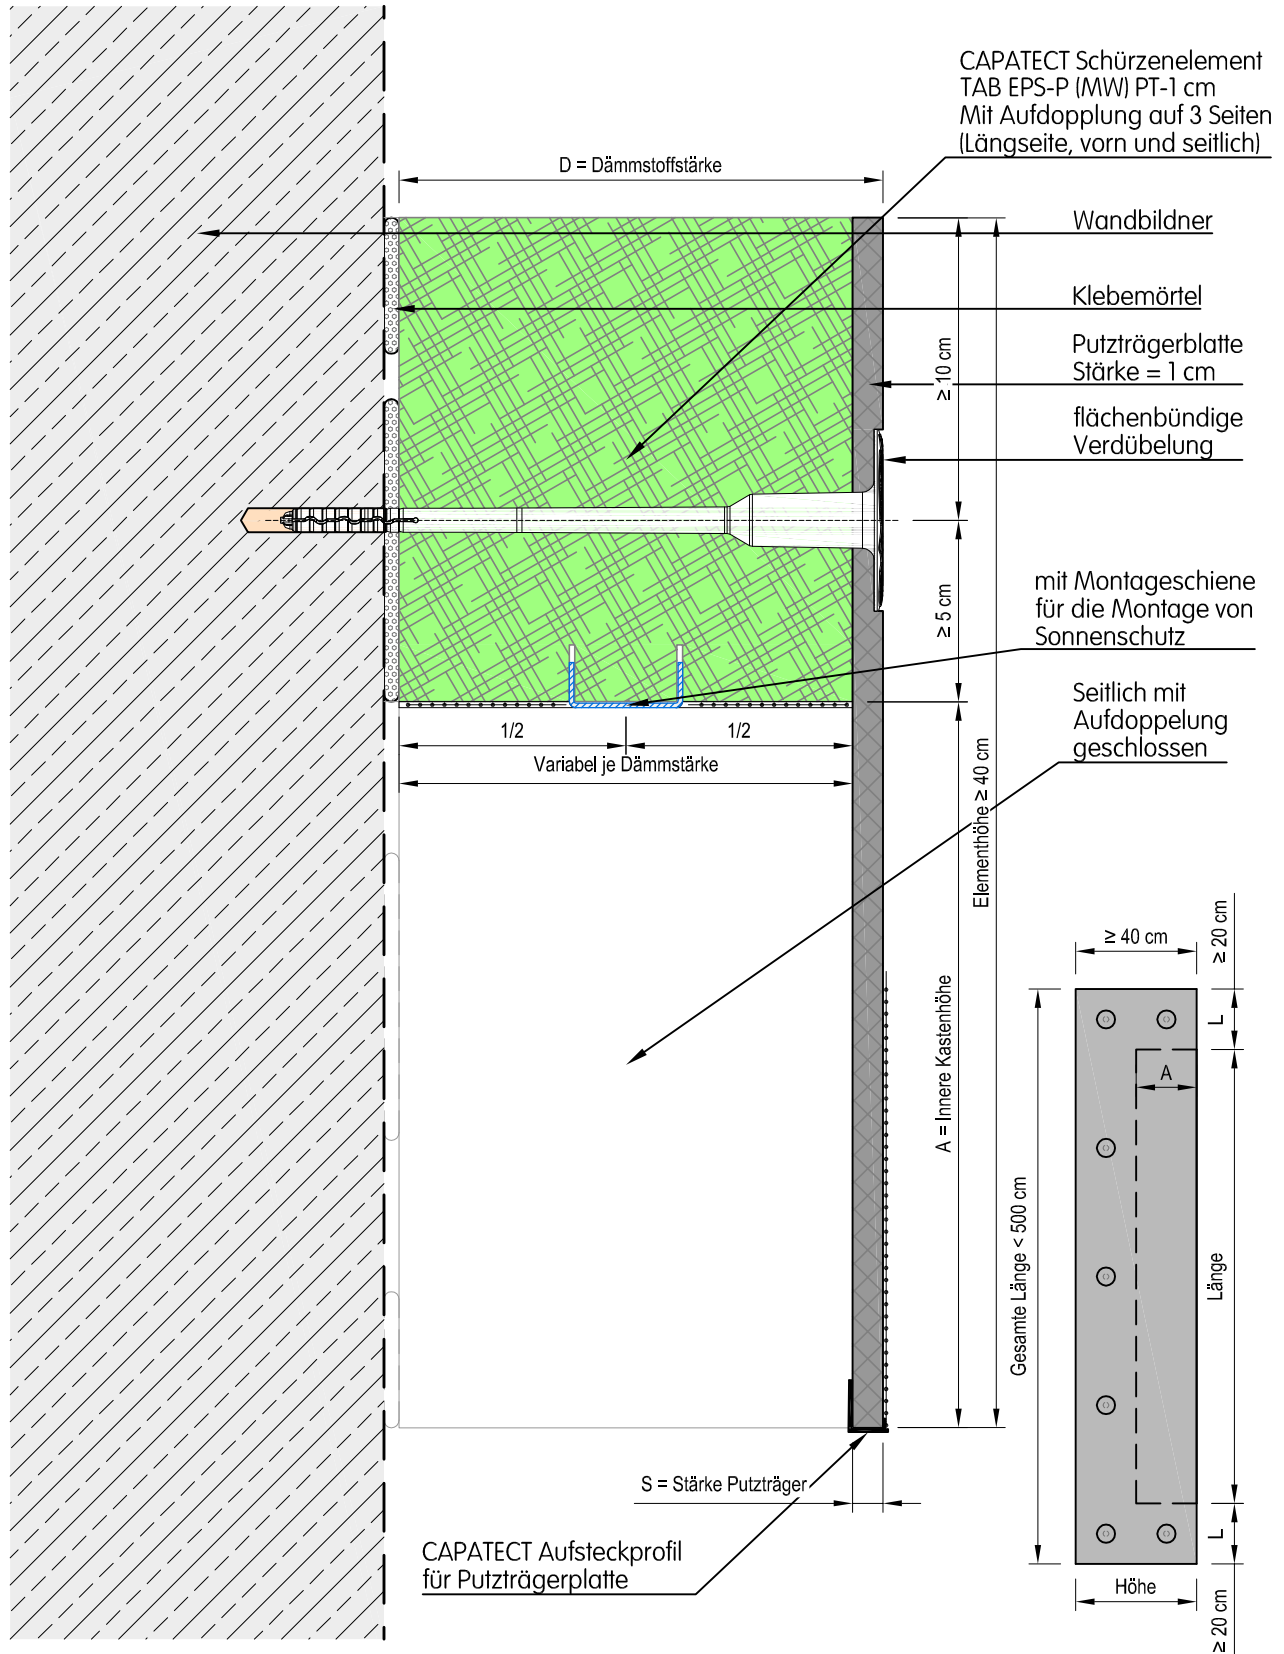 CAPATECT Schürzenelement
TAB EPS-P (MW) PT-1 cm
Mit Aufdopplung auf 3 Seiten
(Längseite, vorn und seitlich)
D = Dämmstoffstärke
Wandbildner
Klebemörtel
Putzträgerblatte
Stärke = 1 cm
≥ 10 cm
flächenbündige
Verdübelung
≥ 5 cm
mit Montageschiene
für die Montage von
Sonnenschutz
Seitlich mit
Aufdoppelung
geschlossen
1/2
1/2
Variabel je Dämmstärke
Elementhöhe ≥ 40 cm
A = Innere Kastenhöhe
≥ 40 cm
≥ 20 cm
L
A
Gesamte Länge < 500 cm
Länge
L
Höhe
≥ 20 cm
S = Stärke Putzträger
CAPATECT Aufsteckprofil
für Putzträgerplatte